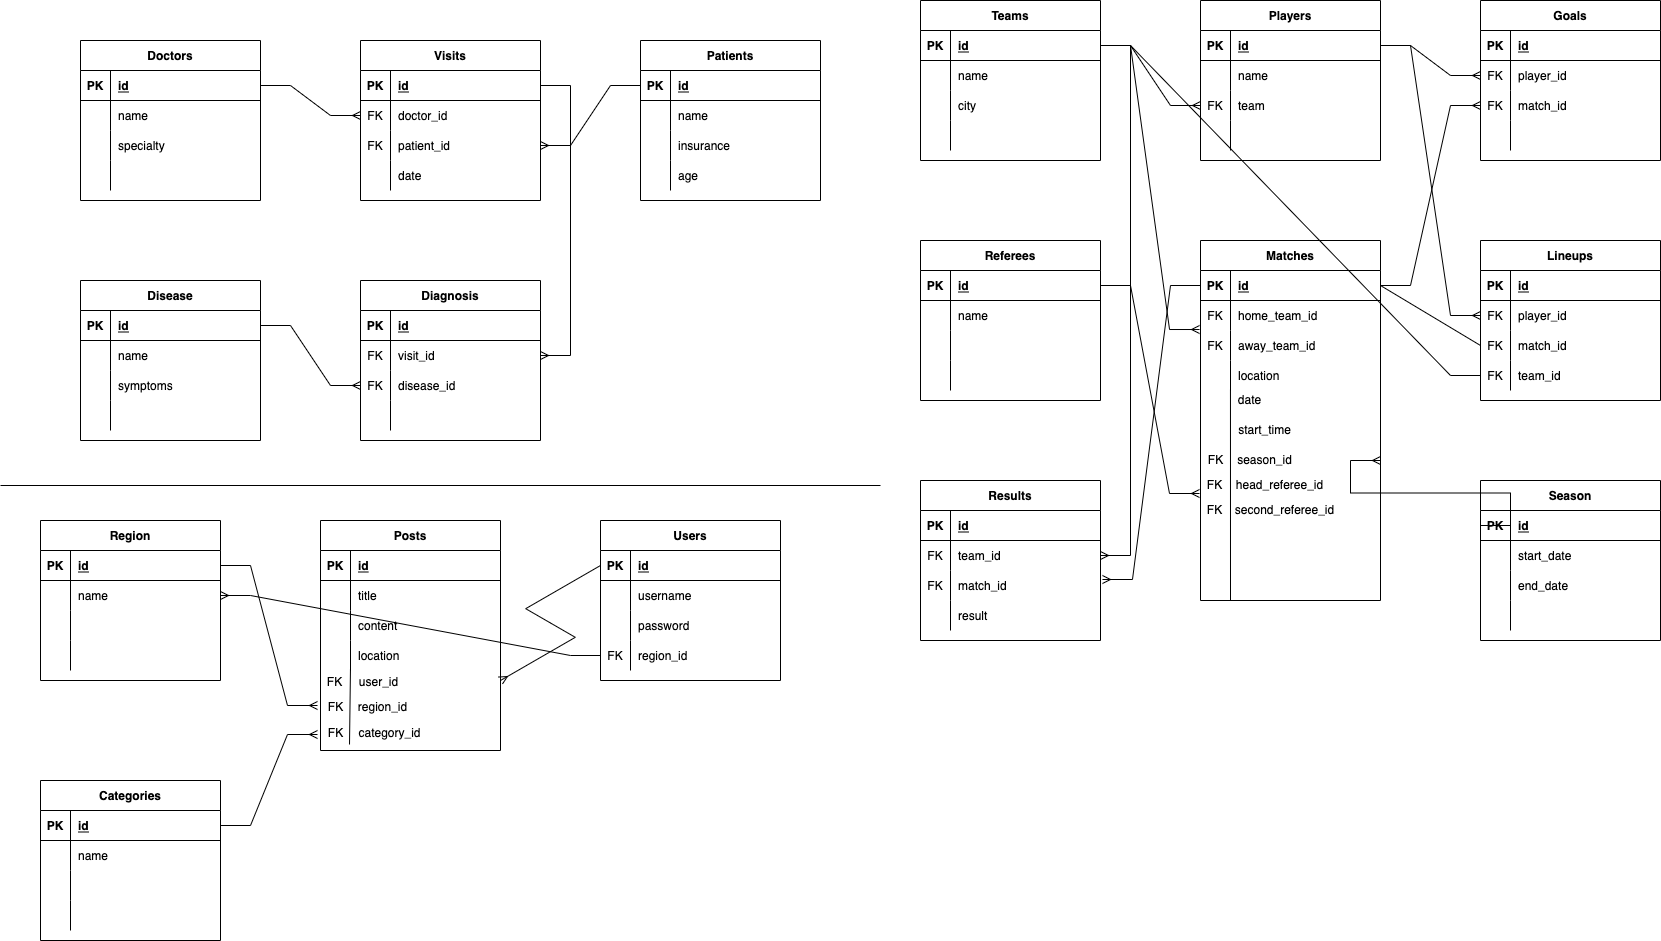 Doctors
PK id
name
specialty
Visits
PK id
FK doctor_id
FK patient_id
date
Patients
PK id
name
insurance
age
Disease
PK id
name
symptoms
Diagnosis
PK id
FK visit_id
FK disease_id
Region
PK id
name
Posts
PK id
title
content
location
FK user_id
FK region_id
FK category_id
Users
PK id
username
password
FK region_id
Categories
PK id
name
Teams
PK id
name
city
Players
PK id
name
FK team
Goals
PK id
FK player_id
FK match_id
Referees
PK id
name
Matches
PK id
FK home_team_id
FK away_team_id
location
date
start_time
FK season_id
FK head_referee_id
FK second_referee_id
Lineups
PK id
FK player_id
FK match_id
FK team_id
Results
PK id
FK team_id
FK match_id
result
Season
PK id
start_date
end_date